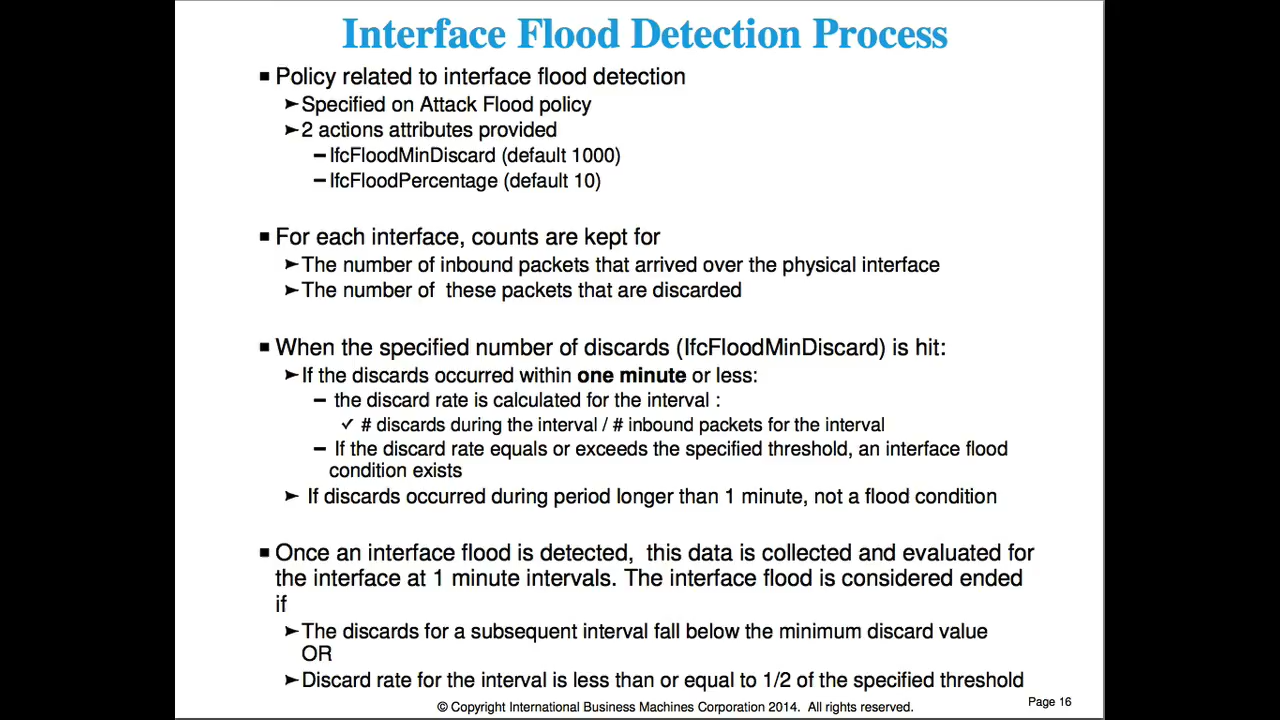 Interface Flood Detection Process
▪ Policy related to interface flood detection
➤Specified on Attack Flood policy
➤2 actions attributes provided
– IfcFloodMinDiscard (default 1000)
– IfcFloodPercentage (default 10)
▪ For each interface, counts are kept for
➤The number of inbound packets that arrived over the physical interface
➤The number of these packets that are discarded
▪ When the specified number of discards (IfcFloodMinDiscard) is hit:
➤If the discards occurred within one minute or less:
– the discard rate is calculated for the interval :
✓ # discards during the interval / # inbound packets for the interval
– If the discard rate equals or exceeds the specified threshold, an interface flood
condition exists
➤ If discards occurred during period longer than 1 minute, not a flood condition
▪ Once an interface flood is detected, this data is collected and evaluated for
the interface at 1 minute intervals. The interface flood is considered ended
if
➤The discards for a subsequent interval fall below the minimum discard value
OR
➤Discard rate for the interval is less than or equal to 1/2 of the specified threshold
Page 16
© Copyright International Business Machines Corporation 2014. All rights reserved.